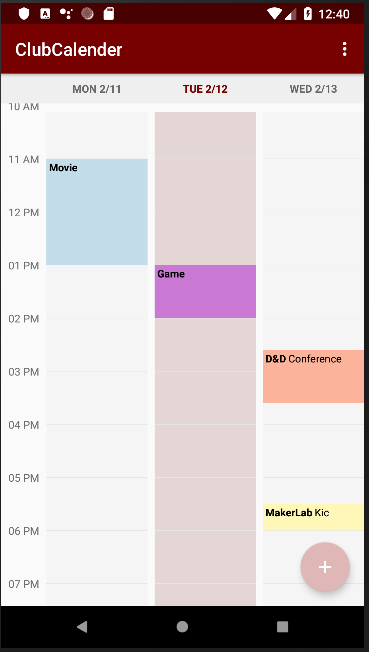 12:40
ClubCalender
MON 2/11 TUE 2/12 WED 2/13
10 AM
11 AM
Movie
12 PM
01 PM
Game
02 PM
D&D Conference
03 PM
04 PM
05 PM
MakerLab Kic
06 PM
07 PM